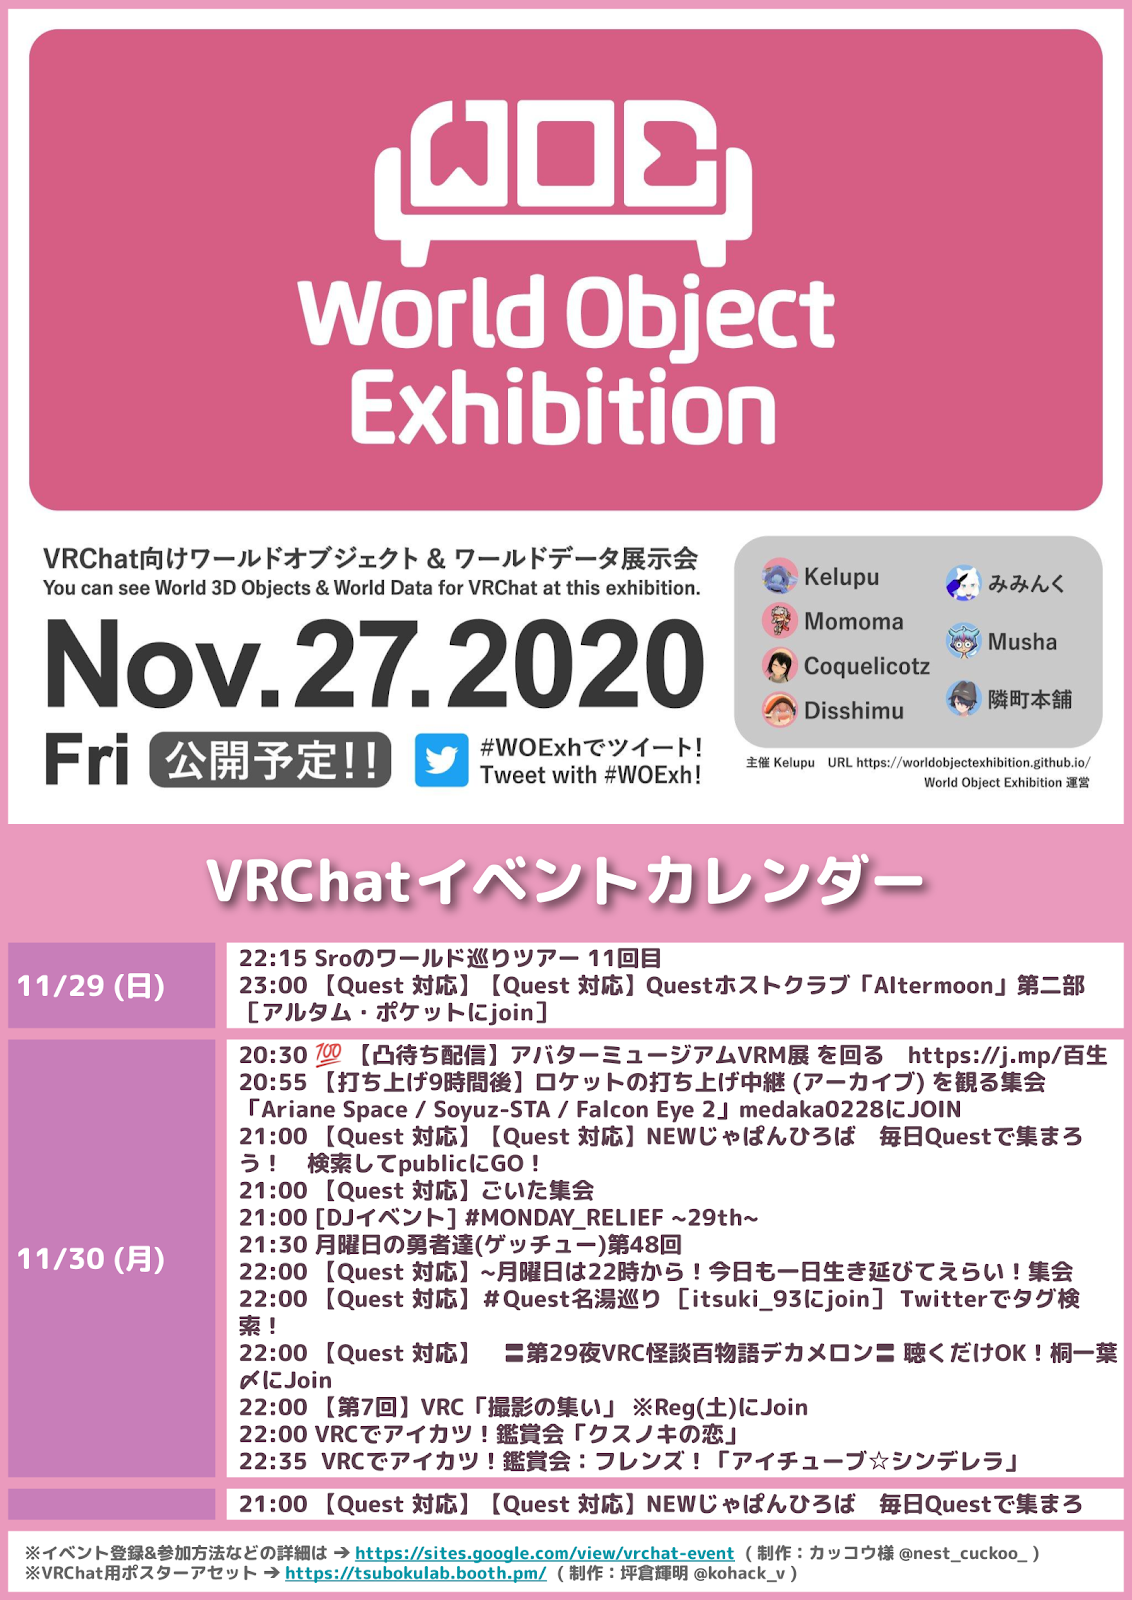 WOE
World Object
Exhibition
VRChat向けワールドオブジェクト & ワールドデータ展示会
You can see World 3D Objects & World Data for VRChat at this exhibition.
Nov.27.2020
Fri 公開予定!!
#WOExhでツイート!
Tweet with #WOExh!
Kelupu
Momoma
Coquelicotz
Disshimu
みみんく
Musha
隣町本舗
主催 Kelupu URL https://worldobjectexhibition.github.io/
World Object Exhibition 運営
VRChatイベントカレンダー
11/29 (日)
22:15 Sroのワールド巡りツアー 11回目
23:00 【Quest 対応】【Quest 対応】Questホストクラブ「Altermoon」第二部
［アルタム・ポケットにjoin］
11/30 (月)
20:30 💯 【凸待ち配信】アバターミュージアムVRM展 を回る　https://j.mp/百生
20:55 【打ち上げ9時間後】ロケットの打ち上げ中継 (アーカイブ) を観る集会
「Ariane Space / Soyuz-STA / Falcon Eye 2」medaka0228にJOIN
21:00 【Quest 対応】【Quest 対応】NEWじゃぱんひろば　毎日Questで集まろ
う！　検索してpublicにGO！
21:00 【Quest 対応】ごいた集会
21:00 [DJイベント] #MONDAY_RELIEF ~29th~
21:30 月曜日の勇者達(ゲッチュー)第48回
22:00 【Quest 対応】~月曜日は22時から！今日も一日生き延びてえらい！集会
22:00 【Quest 対応】＃Quest名湯巡り ［itsuki_93にjoin］ Twitterでタグ検
索！
22:00 【Quest 対応】　〓第29夜VRC怪談百物語デカメロン〓 聴くだけOK！桐一葉
〆にJoin
22:00 【第7回】VRC「撮影の集い」 ※Reg(土)にJoin
22:00 VRCでアイカツ！鑑賞会「クスノキの恋」
22:35 VRCでアイカツ！鑑賞会：フレンズ！「アイチューブ☆シンデレラ」
21:00 【Quest 対応】【Quest 対応】NEWじゃぱんひろば　毎日Questで集まろ
※イベント登録&参加方法などの詳細は ➔ https://sites.google.com/view/vrchat-event （制作：カッコウ様 @nest_cuckoo_ ）
※VRChat用ポスターアセット ➔ https://tsubokulab.booth.pm/ （制作：坪倉輝明 @kohack_v ）